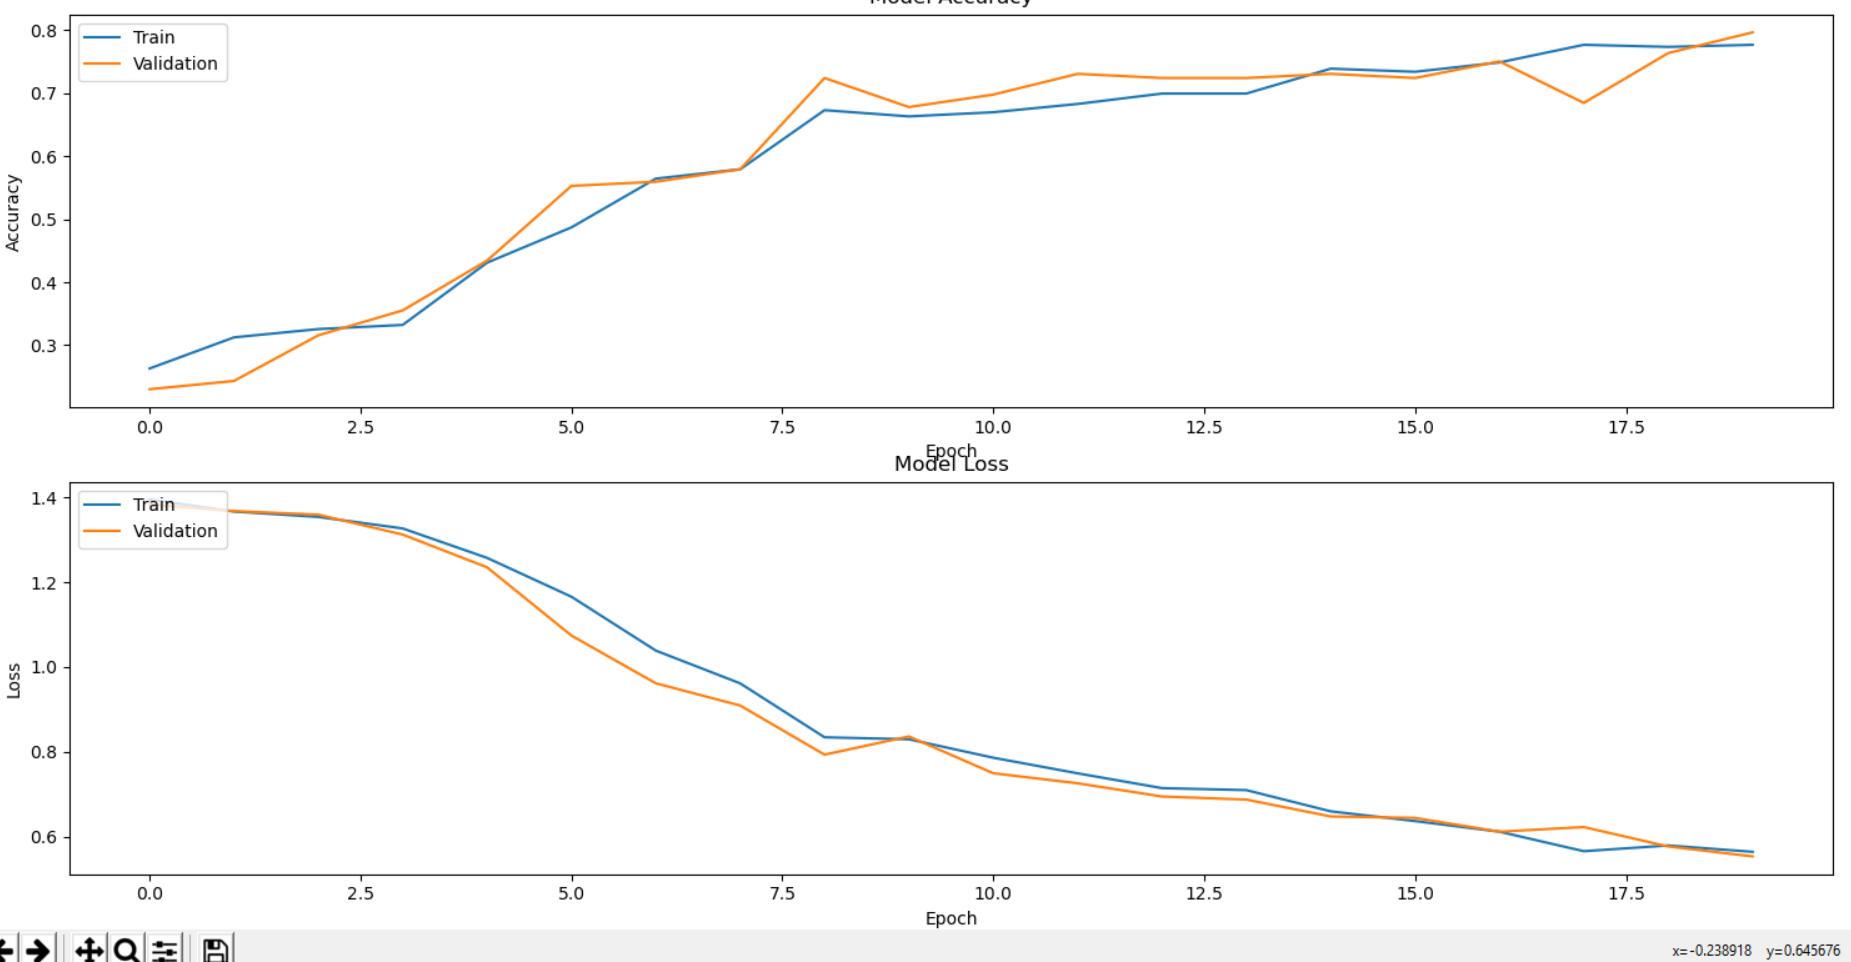 Model Accuracy
Train
Validation
0.8
0.7
0.6
0.5
0.4
0.3
Accuracy
0.0 2.5 5.0 7.5 10.0 12.5 15.0 17.5
Epoch
Model Loss
Train
Validation
1.4
1.2
1.0
0.8
0.6
Loss
0.0 2.5 5.0 7.5 10.0 12.5 15.0 17.5
Epoch
x=-0.238918 y=0.645676